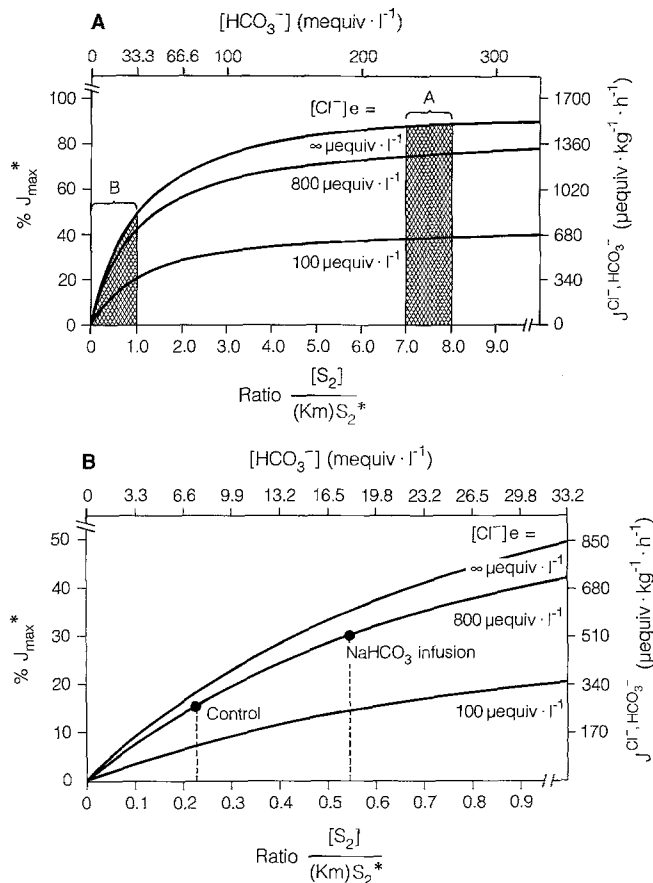 A
[HCO₃⁻] (mequiv · l⁻¹)
0 33.3 66.6 100 200 300
100
80
60
40
20
0
% Jmax*
[Cl⁻]e =
∞ µequiv · l⁻¹
800 µequiv · l⁻¹
100 µequiv · l⁻¹
B
A
1700
1360
1020
680
340
0
J^Cl⁻, HCO₃⁻ (µequiv · kg⁻¹ · h⁻¹)
0 1.0 2.0 3.0 4.0 5.0 6.0 7.0 8.0 9.0
Ratio [S₂] / (Km)S₂*
B
[HCO₃⁻] (mequiv · l⁻¹)
0 3.3 6.6 9.9 13.2 16.5 19.8 23.2 26.5 29.8 33.2
50
40
30
20
10
0
% Jmax*
[Cl⁻]e =
∞ µequiv · l⁻¹
800 µequiv · l⁻¹
NaHCO₃ infusion
Control
100 µequiv · l⁻¹
850
680
510
340
170
J^Cl⁻, HCO₃⁻ (µequiv · kg⁻¹ · h⁻¹)
0 0.1 0.2 0.3 0.4 0.5 0.6 0.7 0.8 0.9
Ratio [S₂] / (Km)S₂*